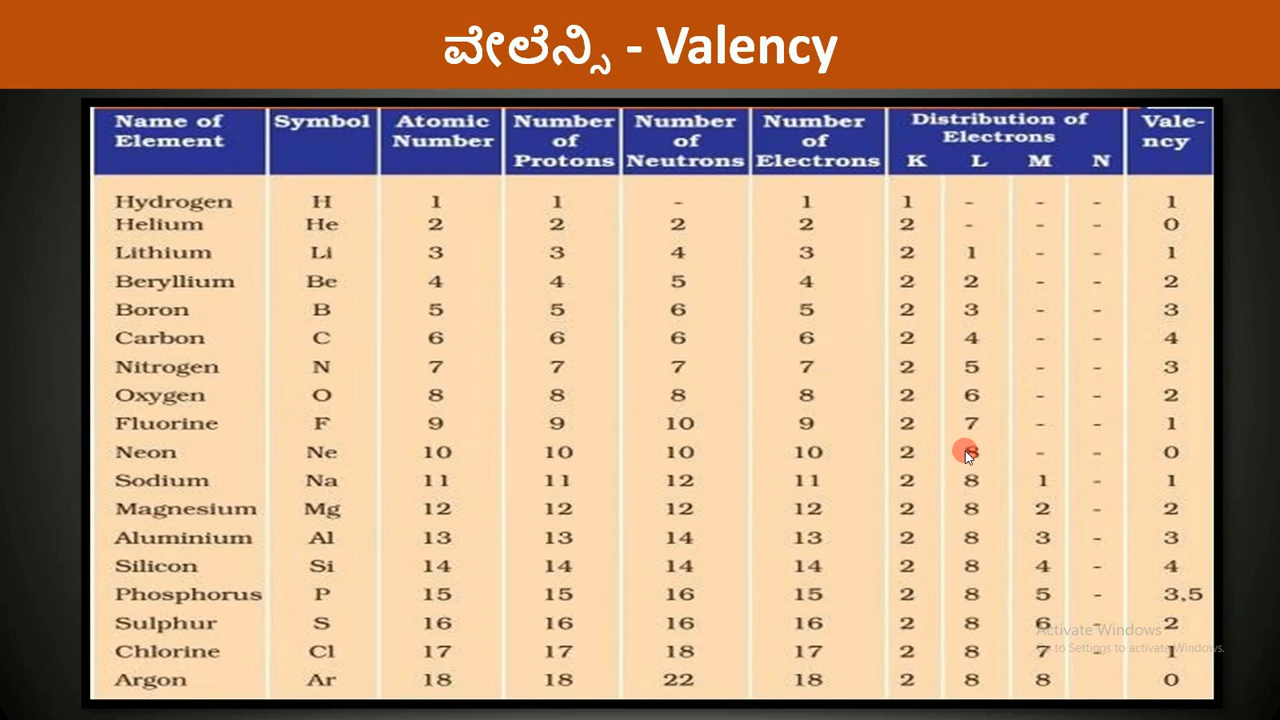 ವೇಲೆನ್ಸಿ - Valency
Name of Element Symbol Atomic Number Number of Protons Number of Neutrons Number of Electrons Distribution of Electrons K L M N Vale-ncy
Hydrogen H 1 1 - 1 1 - - - 1
Helium He 2 2 2 2 2 - - - 0
Lithium Li 3 3 4 3 2 1 - - 1
Beryllium Be 4 4 5 4 2 2 - - 2
Boron B 5 5 6 5 2 3 - - 3
Carbon C 6 6 6 6 2 4 - - 4
Nitrogen N 7 7 7 7 2 5 - - 3
Oxygen O 8 8 8 8 2 6 - - 2
Fluorine F 9 9 10 9 2 7 - - 1
Neon Ne 10 10 10 10 2 8 - - 0
Sodium Na 11 11 12 11 2 8 1 - 1
Magnesium Mg 12 12 12 12 2 8 2 - 2
Aluminium Al 13 13 14 13 2 8 3 - 3
Silicon Si 14 14 14 14 2 8 4 - 4
Phosphorus P 15 15 16 15 2 8 5 - 3,5
Sulphur S 16 16 16 16 2 8 6 - 2
Chlorine Cl 17 17 18 17 2 8 7 - 1
Argon Ar 18 18 22 18 2 8 8 0
Activate Windows
Go to Settings to activate Windows.